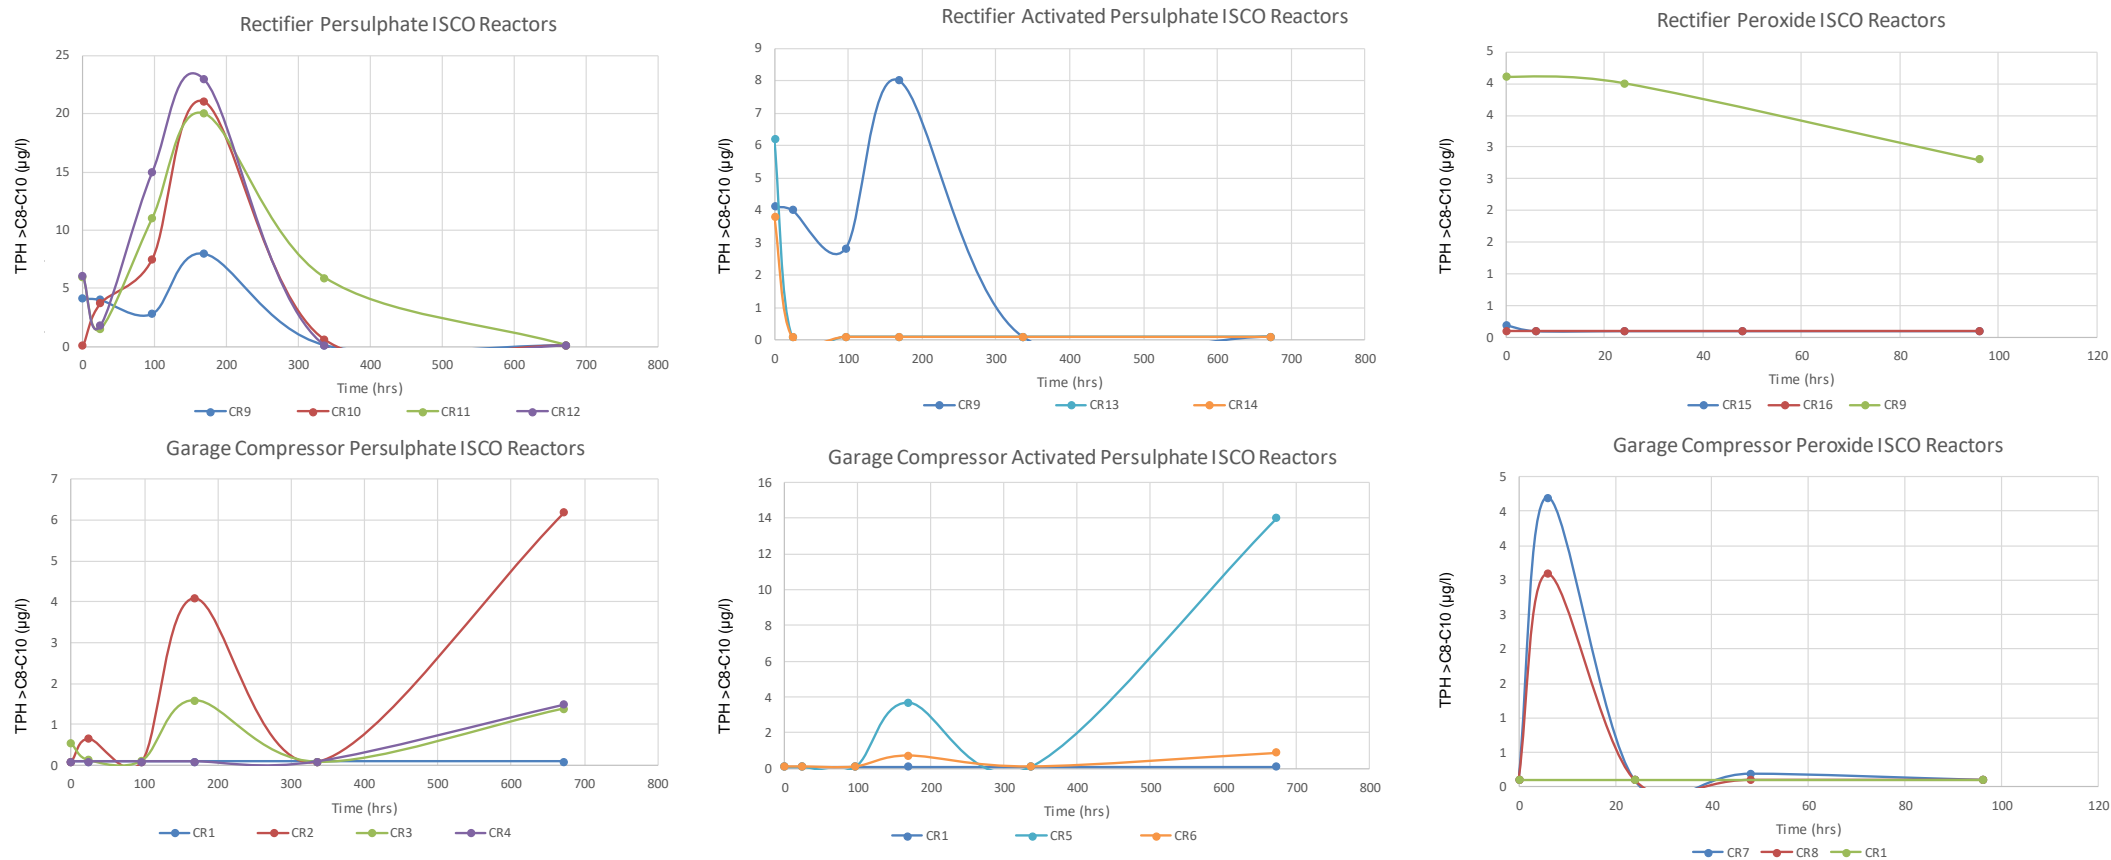 Rectifier Persulphate ISCO Reactors
25
20
15
10
5
0
TPH >C8-C10 (µg/l)
0 100 200 300 400 500 600 700 800
Time (hrs)
CR9 CR10 CR11 CR12
Rectifier Activated Persulphate ISCO Reactors
9
8
7
6
5
4
3
2
1
0
TPH >C8-C10 (µg/l)
0 100 200 300 400 500 600 700 800
Time (hrs)
CR9 CR13 CR14
Rectifier Peroxide ISCO Reactors
5
4
4
3
3
2
2
1
1
0
TPH >C8-C10 (µg/l)
0 20 40 60 80 100 120
Time (hrs)
CR15 CR16 CR9
Garage Compressor Persulphate ISCO Reactors
7
6
5
4
3
2
1
0
TPH >C8-C10 (µg/l)
0 100 200 300 400 500 600 700 800
Time (hrs)
CR1 CR2 CR3 CR4
Garage Compressor Activated Persulphate ISCO Reactors
16
14
12
10
8
6
4
2
0
TPH >C8-C10 (µg/l)
0 100 200 300 400 500 600 700 800
Time (hrs)
CR1 CR5 CR6
Garage Compressor Peroxide ISCO Reactors
5
4
4
3
3
2
2
1
1
0
TPH >C8-C10 (µg/l)
0 20 40 60 80 100 120
Time (hrs)
CR7 CR8 CR1